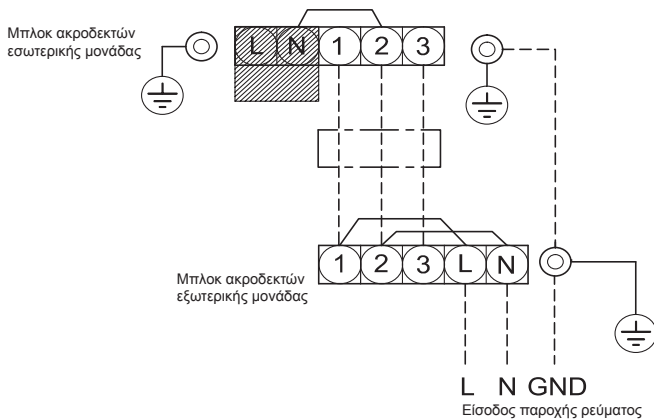 Μπλοκ ακροδεκτών
εσωτερικής μονάδας
L N 1 2 3
1 2 3 L N
Μπλοκ ακροδεκτών
εξωτερικής μονάδας
L N GND
Είσοδος παροχής ρεύματος